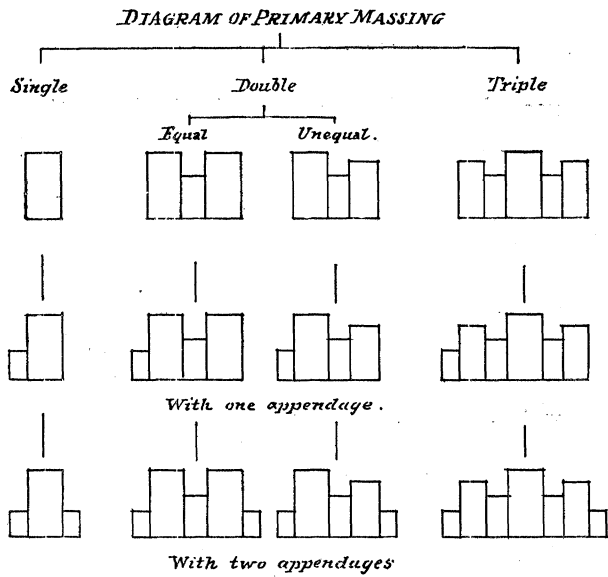 DIAGRAM OF PRIMARY MASSING
Single Double Triple
Equal Unequal.
With one appendage.
With two appendages